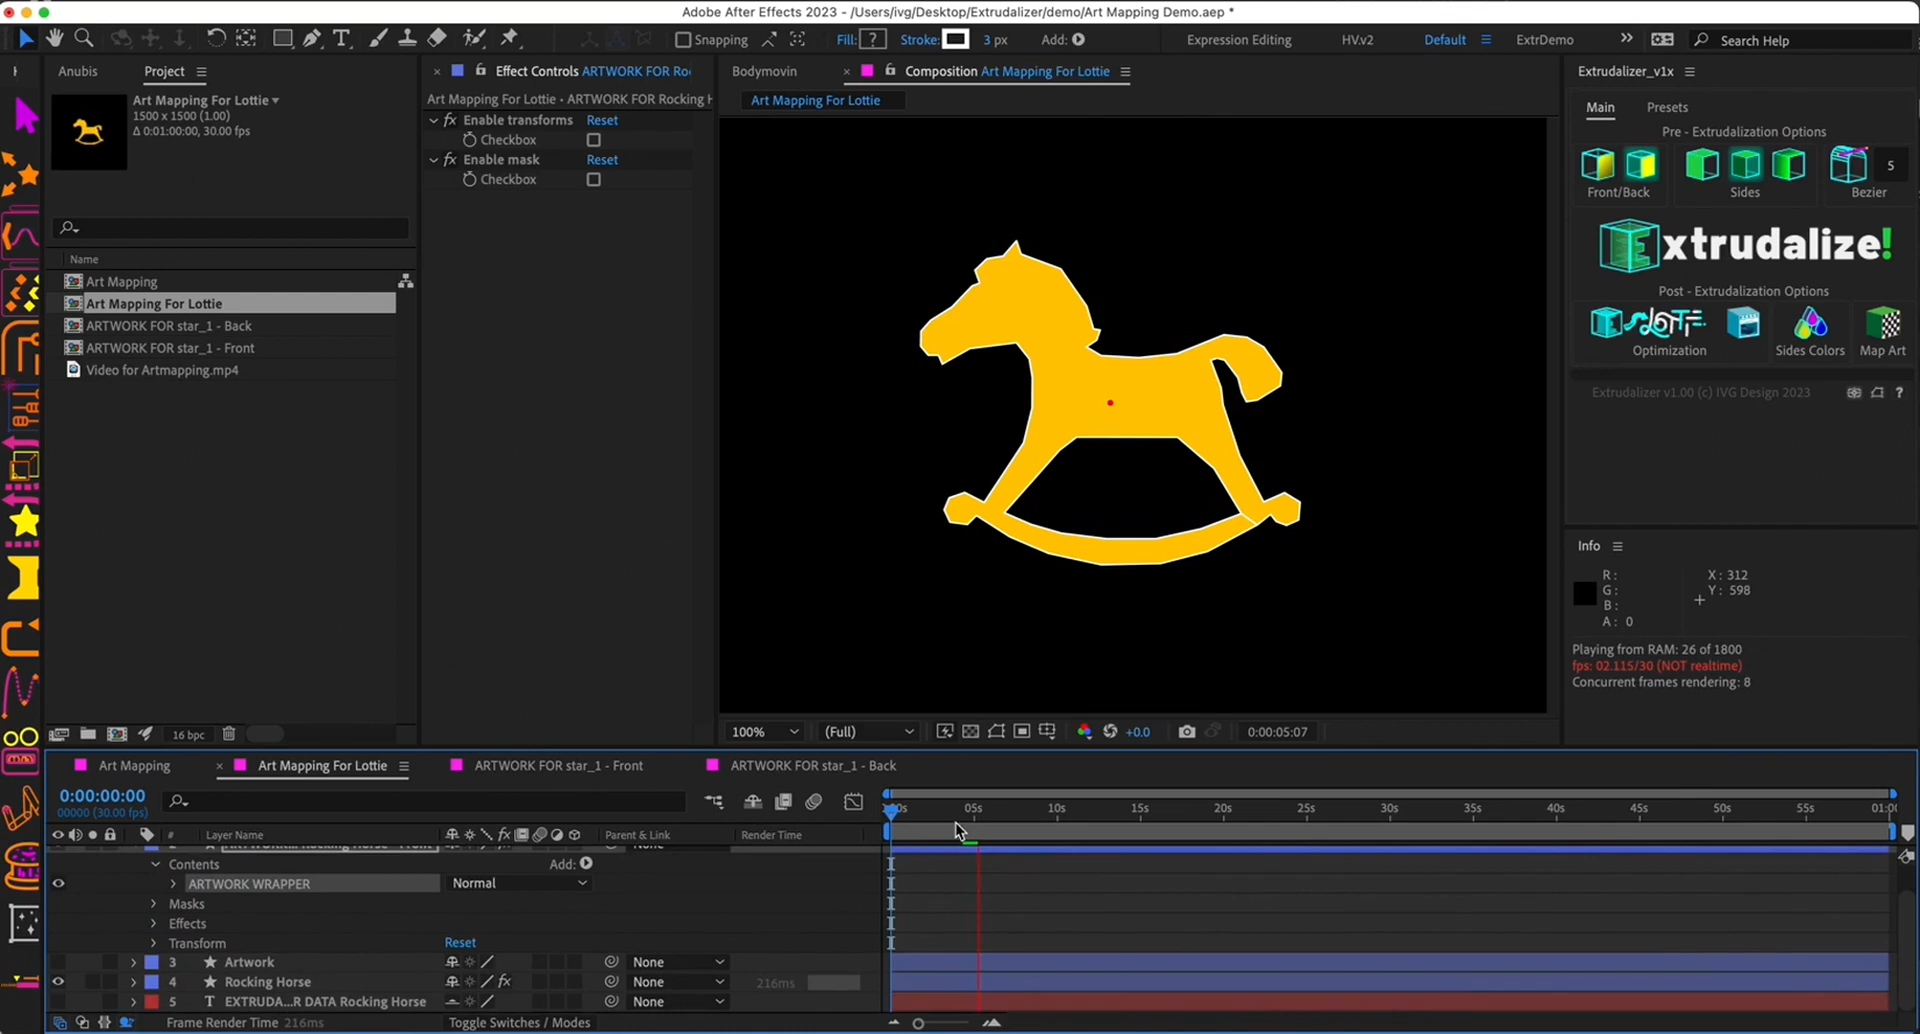 Adobe After Effects 2023 - /Users/ivg/Desktop/Extrudalizer/demo/Art Mapping Demo.aep *
Snapping
Fill: ?
Stroke:
3 px
Add:
Expression Editing
HV.v2
Default
ExtrDemo
Search Help
Anubis
Project
Art Mapping For Lottie
1500 x 1500 (1.00)
Δ 0:01:00:00, 30.00 fps
Name
Art Mapping
Art Mapping For Lottie
ARTWORK FOR star_1 - Back
ARTWORK FOR star_1 - Front
Video for Artmapping.mp4
16 bpc
Effect Controls ARTWORK FOR Ro
Art Mapping For Lottie • ARTWORK FOR Rocking H
fx Enable transforms Reset
Checkbox
fx Enable mask Reset
Checkbox
Bodymovin
Composition Art Mapping For Lottie
Art Mapping For Lottie
100%
(Full)
+0.0
0:00:05:07
Extrudalizer_v1x
Main
Presets
Pre - Extrudalization Options
5
Front/Back
Sides
Bezier
Extrudalize!
Post - Extrudalization Options
LOTTIE
Optimization
Sides Colors
Map Art
Extrudalizer v1.00 (c) IVG Design 2023
?
Info
R:
G:
B:
A: 0
X: 312
Y: 598
Playing from RAM: 26 of 1800
fps: 02.115/30 (NOT realtime)
Concurrent frames rendering: 8
Art Mapping
Art Mapping For Lottie
ARTWORK FOR star_1 - Front
ARTWORK FOR star_1 - Back
0:00:00:00
00000 (30.00 fps)
05s 10s 15s 20s 25s 30s 35s 40s 45s 50s 55s 01:0
# Layer Name fx Parent & Link Render Time
Contents Add:
ARTWORK WRAPPER Normal
Masks
Effects
Transform Reset
3 Artwork None
4 Rocking Horse fx None 216ms
5 T EXTRUDA...R DATA Rocking Horse None
Frame Render Time 216ms
Toggle Switches / Modes